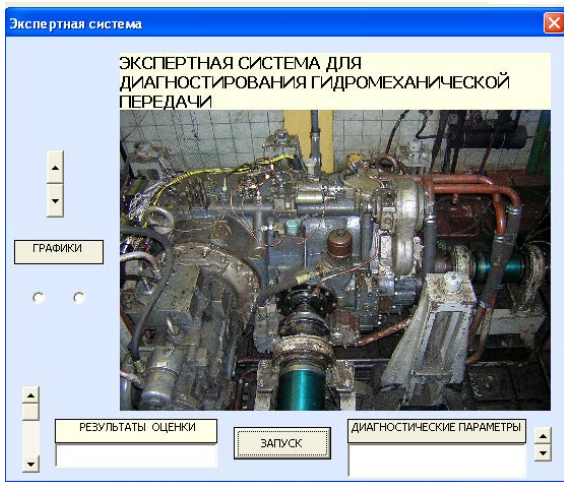 Экспертная система
ЭКСПЕРТНАЯ СИСТЕМА ДЛЯ
ДИАГНОСТИРОВАНИЯ ГИДРОМЕХАНИЧЕСКОЙ
ПЕРЕДАЧИ
ГРАФИКИ
РЕЗУЛЬТАТЫ ОЦЕНКИ
ЗАПУСК
ДИАГНОСТИЧЕСКИЕ ПАРАМЕТРЫ